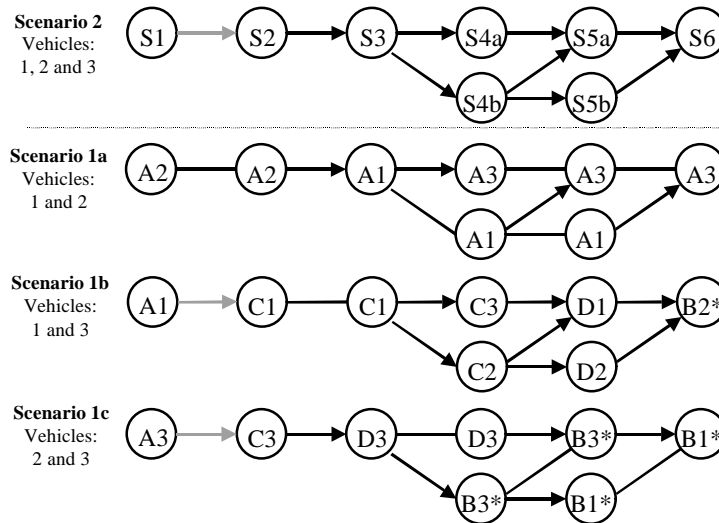 Scenario 2
Vehicles:
1, 2 and 3
S1 S2 S3 S4a S5a S6
S4b S5b
Scenario 1a
Vehicles:
1 and 2
A2 A2 A1 A3 A3 A3
A1 A1
Scenario 1b
Vehicles:
1 and 3
A1 C1 C1 C3 D1 B2*
C2 D2
Scenario 1c
Vehicles:
2 and 3
A3 C3 D3 D3 B3* B1*
B3* B1*